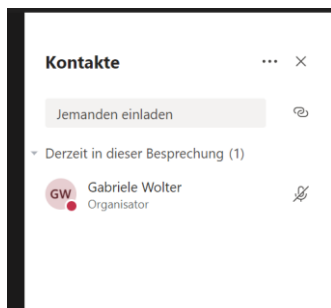 Kontakte
Jemanden einladen
Derzeit in dieser Besprechung (1)
GW
Gabriele Wolter
Organisator